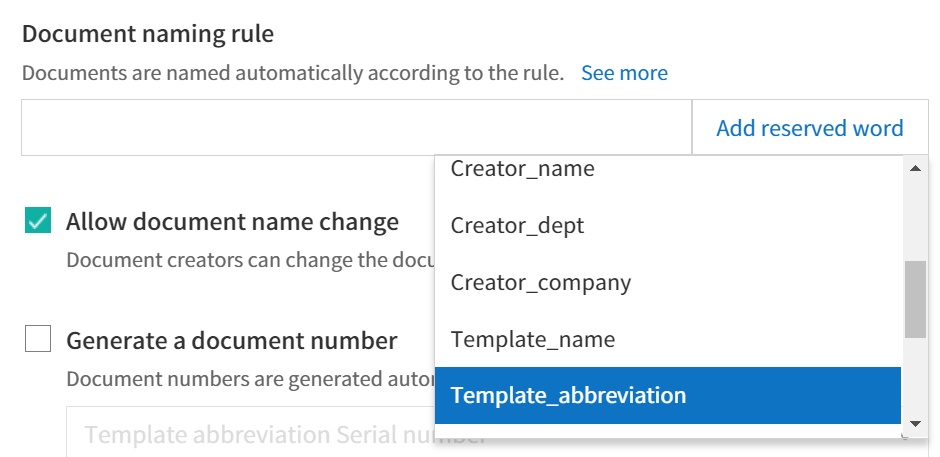 Document naming rule
Documents are named automatically according to the rule. See more
Add reserved word
Creator_name
Allow document name change
Creator_dept
Document creators can change the docu
Creator_company
Generate a document number
Template_name
Document numbers are generated auto
Template_abbreviation
Template abbreviation Serial number